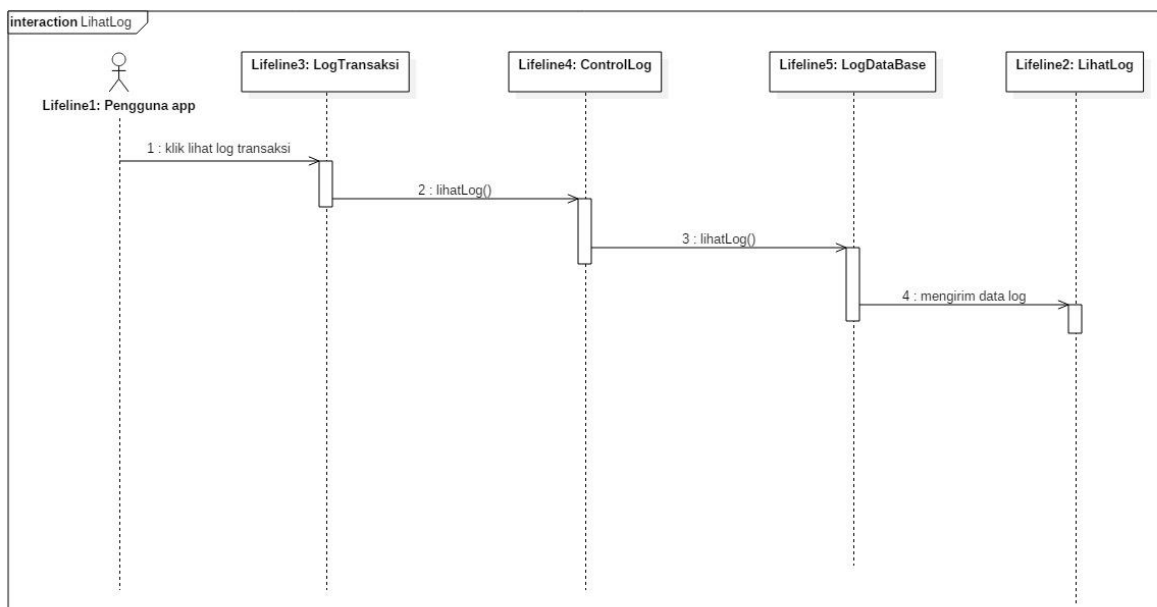 interaction LihatLog
Lifeline3: LogTransaksi
Lifeline4: ControlLog
Lifeline5: LogDataBase
Lifeline2: LihatLog
Lifeline1: Pengguna app
1 : klik lihat log transaksi
2 : lihatLog()
3 : lihatLog()
4 : mengirim data log